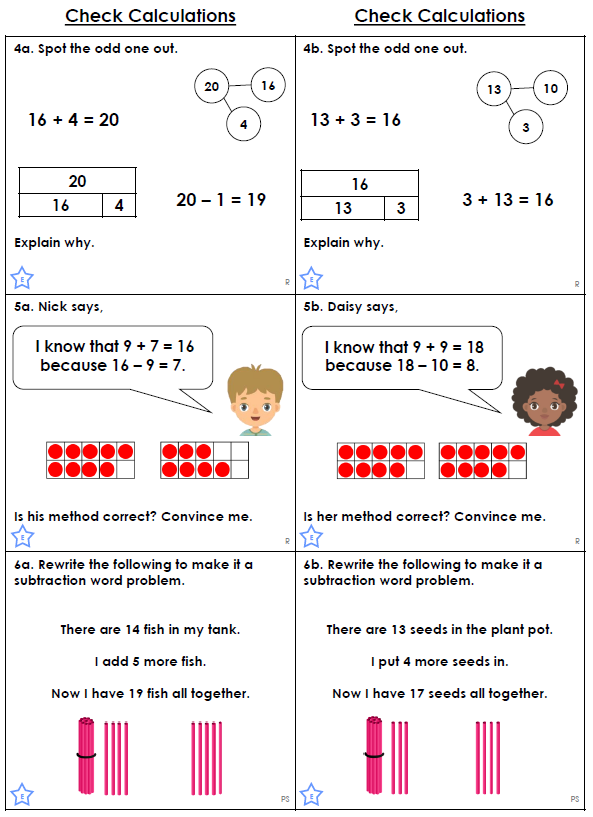 Check Calculations
Check Calculations
4a. Spot the odd one out.
20
16
4
16 + 4 = 20
20
16
4
20 – 1 = 19
Explain why.
E
R
4b. Spot the odd one out.
13
10
3
13 + 3 = 16
16
13
3
3 + 13 = 16
Explain why.
E
R
5a. Nick says,
I know that 9 + 7 = 16
because 16 – 9 = 7.
Is his method correct? Convince me.
E
R
5b. Daisy says,
I know that 9 + 9 = 18
because 18 – 10 = 8.
Is her method correct? Convince me.
E
R
6a. Rewrite the following to make it a
subtraction word problem.
There are 14 fish in my tank.
I add 5 more fish.
Now I have 19 fish all together.
E
PS
6b. Rewrite the following to make it a
subtraction word problem.
There are 13 seeds in the plant pot.
I put 4 more seeds in.
Now I have 17 seeds all together.
E
PS